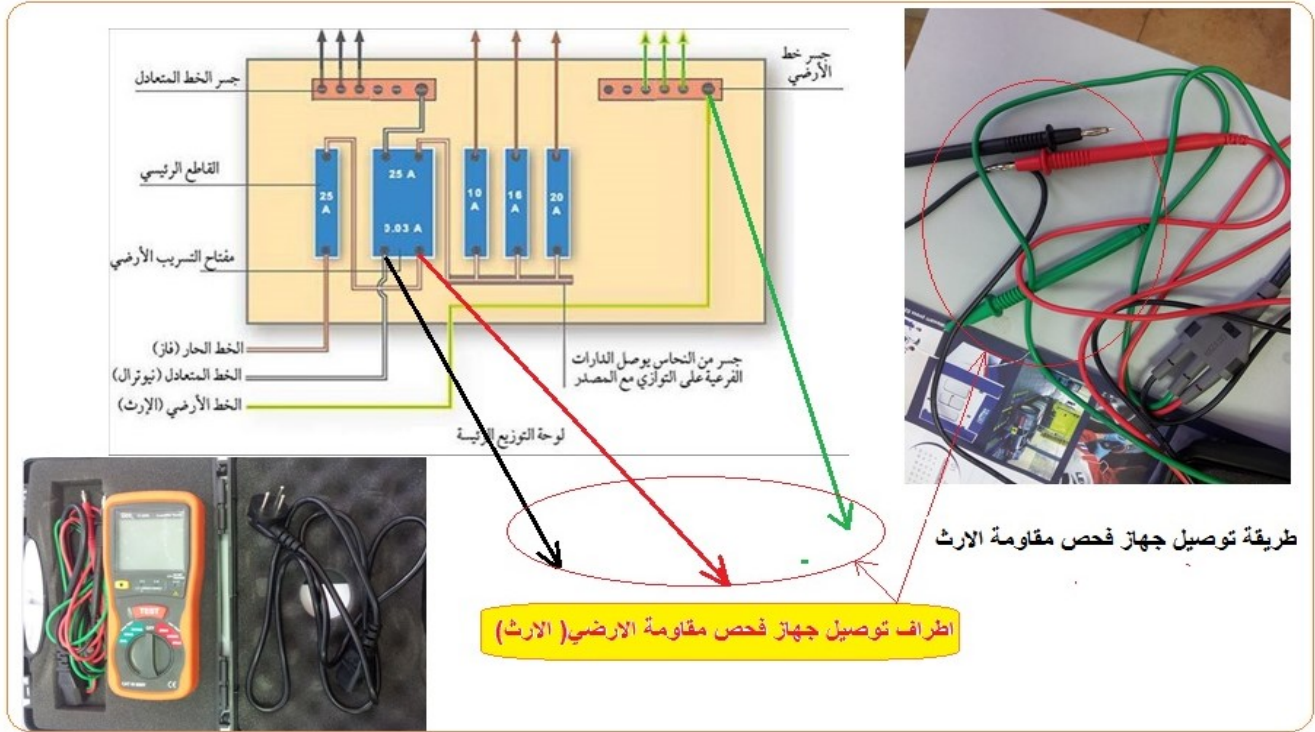 جسر خط
الأرضي
جسر الخط المتعادل
القاطع الرئيسي
25
A
25 A
0.03 A
10
A
16
A
20
A
مفتاح التسريب الأرضي
الخط الحار (فاز)
الخط المتعادل (نيوترال)
الخط الأرضي (الإرث)
جسر من النحاس يوصل الدارات
الفرعية على التوازي مع المصدر
لوحة التوزيع الرئيسة
طريقة توصيل جهاز فحص مقاومة الارث
اطراف توصيل جهاز فحص مقاومة الارضي( الارث)
TEST